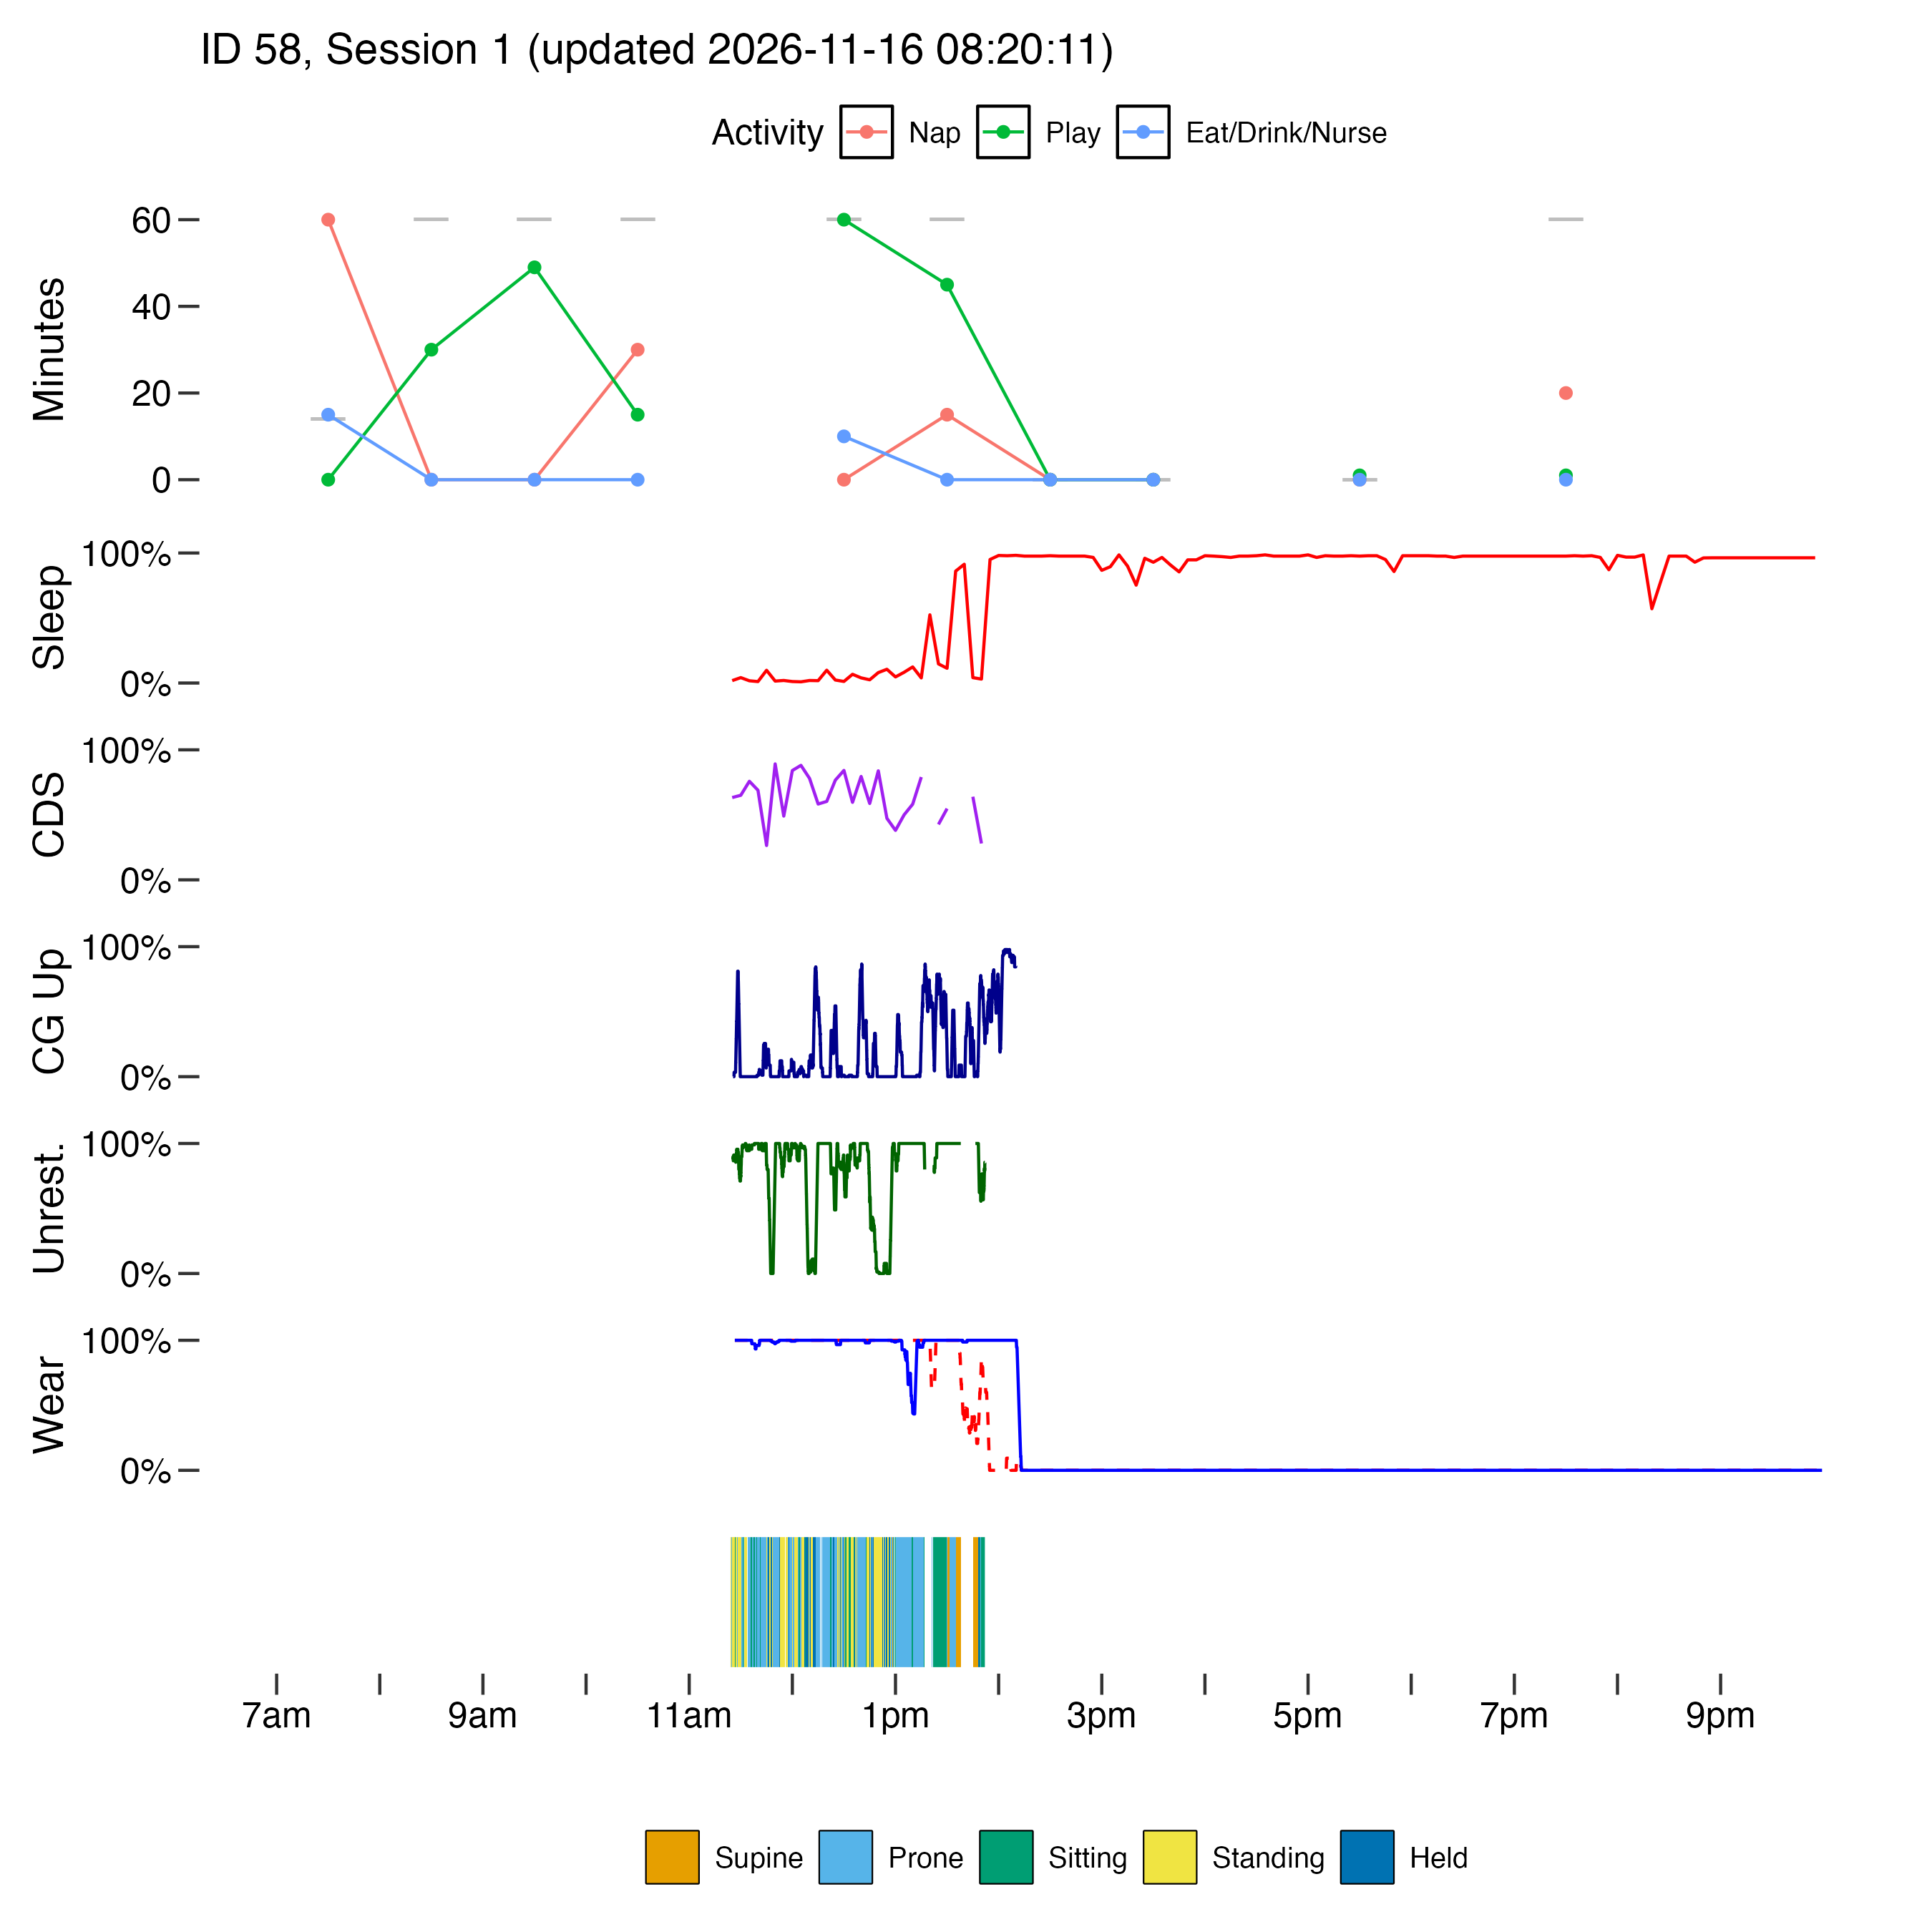 ID 58, Session 1 (updated 2026-11-16 08:20:11)
Activity Nap Play Eat/Drink/Nurse
Minutes
60
40
20
0
Sleep
100%
0%
CDS
100%
0%
CG Up
100%
0%
Unrest.
100%
0%
Wear
100%
0%
7am 9am 11am 1pm 3pm 5pm 7pm 9pm
Supine Prone Sitting Standing Held